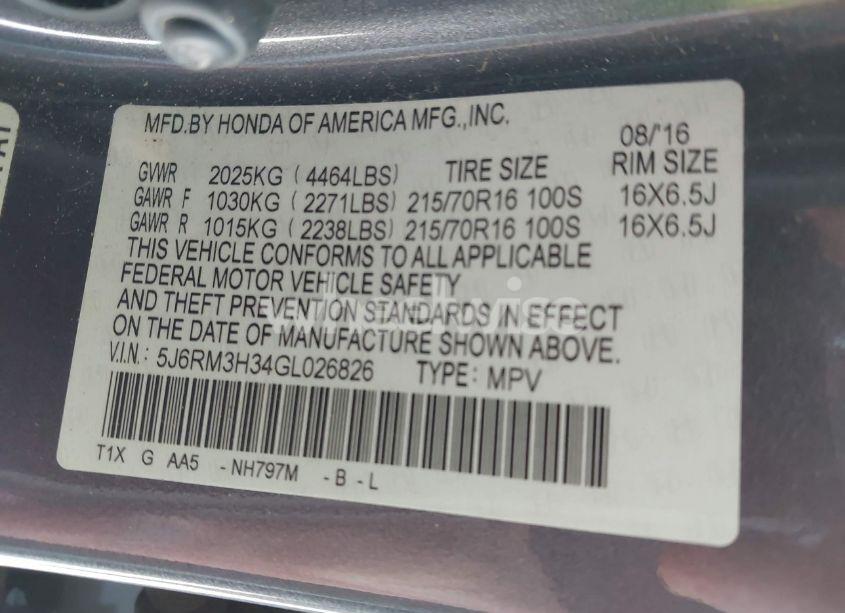 MFD.BY HONDA OF AMERICA MFG.,INC. 08/'16
GVWR 2025KG (4464LBS) TIRE SIZE RIM SIZE
GAWR F 1030KG (2271LBS) 215/70R16 100S 16X6.5J
GAWR R 1015KG (2238LBS) 215/70R16 100S 16X6.5J
THIS VEHICLE CONFORMS TO ALL APPLICABLE
FEDERAL MOTOR VEHICLE SAFETY
AND THEFT PREVENTION STANDARDS IN EFFECT
ON THE DATE OF MANUFACTURE SHOWN ABOVE.
V.I.N.: 5J6RM3H34GL026826 TYPE: MPV
T1X G AA5 -NH797M -B-L